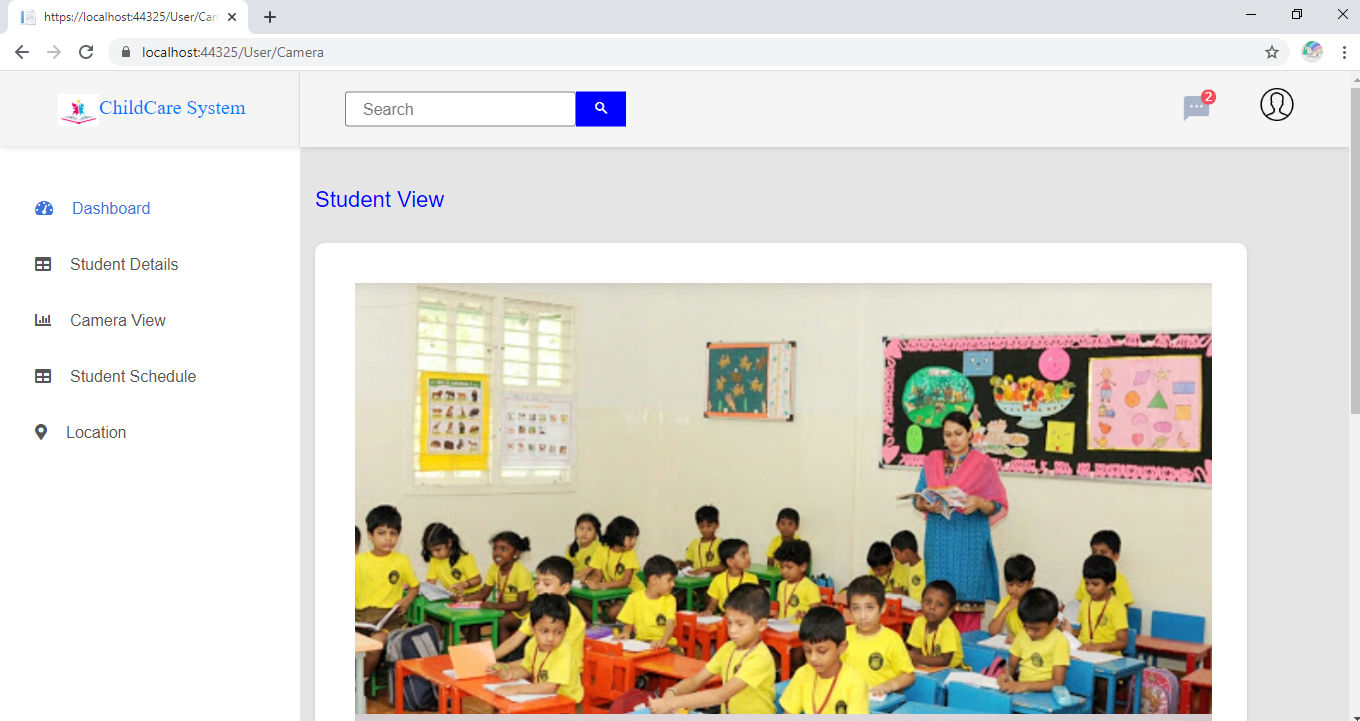 https://localhost:44325/User/Cam
localhost:44325/User/Camera
ChildCare System
Search
2
Dashboard
Student Details
Camera View
Student Schedule
Location
Student View